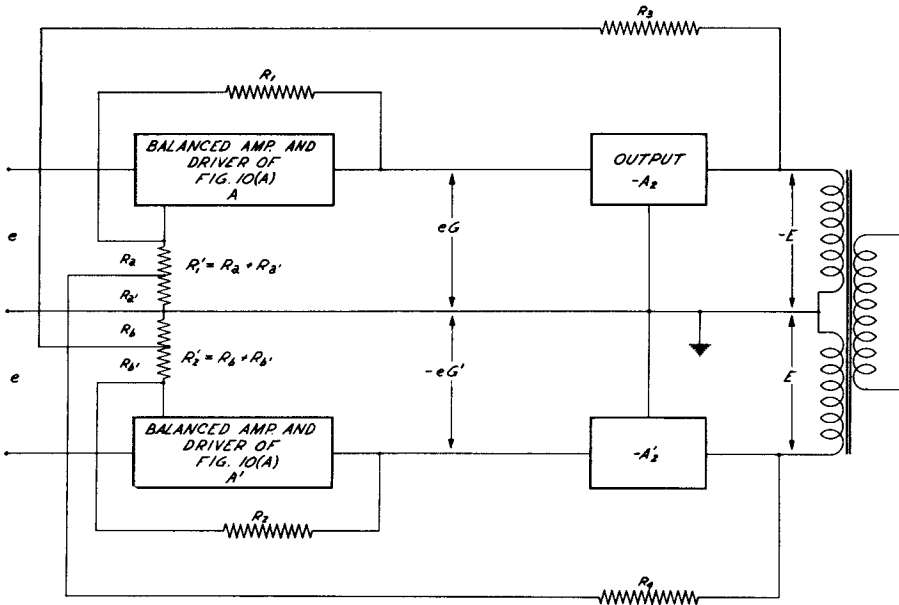 R3
R1
BALANCED AMP. AND
DRIVER OF
FIG. 10(A)
A
OUTPUT
-A2
e
eG
-E
Ra
R1' = Ra + Ra'
Ra'
Rb
R2' = Rb + Rb'
Rb'
e
-eG'
E
BALANCED AMP. AND
DRIVER OF
FIG. 10(A)
A'
-A2'
R2
R4